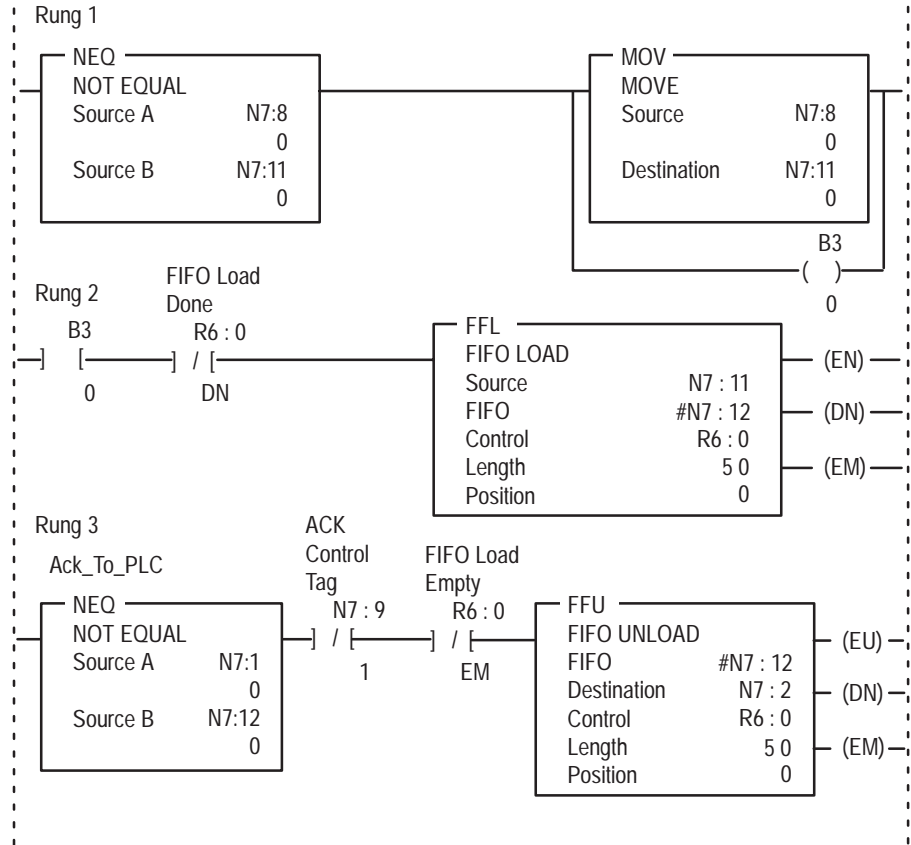 Rung 1
NEQ
NOT EQUAL
Source A N7:8
0
Source B N7:11
0
MOV
MOVE
Source N7:8
0
Destination N7:11
0
B3
( )
0
Rung 2
FIFO Load
Done
B3 R6 : 0
] [ ] / [
0 DN
FFL
FIFO LOAD
Source N7 : 11
FIFO #N7 : 12
Control R6 : 0
Length 5 0
Position 0
(EN)
(DN)
(EM)
Rung 3
Ack_To_PLC
NEQ
NOT EQUAL
Source A N7:1
0
Source B N7:12
0
ACK
Control
Tag
N7 : 9
] / [
1
FIFO Load
Empty
R6 : 0
] / [
EM
FFU
FIFO UNLOAD
FIFO #N7 : 12
Destination N7 : 2
Control R6 : 0
Length 5 0
Position 0
(EU)
(DN)
(EM)